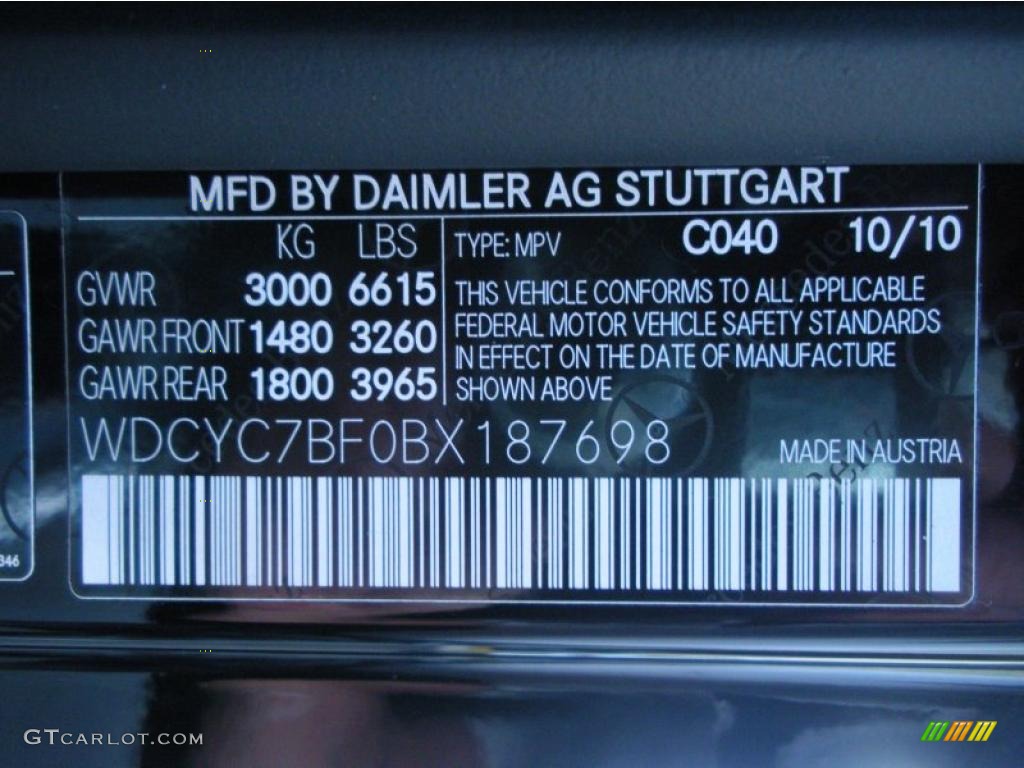 MFD BY DAIMLER AG STUTTGART
KG LBS
GVWR 3000 6615
GAWR FRONT 1480 3260
GAWR REAR 1800 3965
TYPE: MPV C040 10/10
THIS VEHICLE CONFORMS TO ALL APPLICABLE
FEDERAL MOTOR VEHICLE SAFETY STANDARDS
IN EFFECT ON THE DATE OF MANUFACTURE
SHOWN ABOVE
WDCYC7BF0BX187698
MADE IN AUSTRIA
346
GTCARLOT.COM